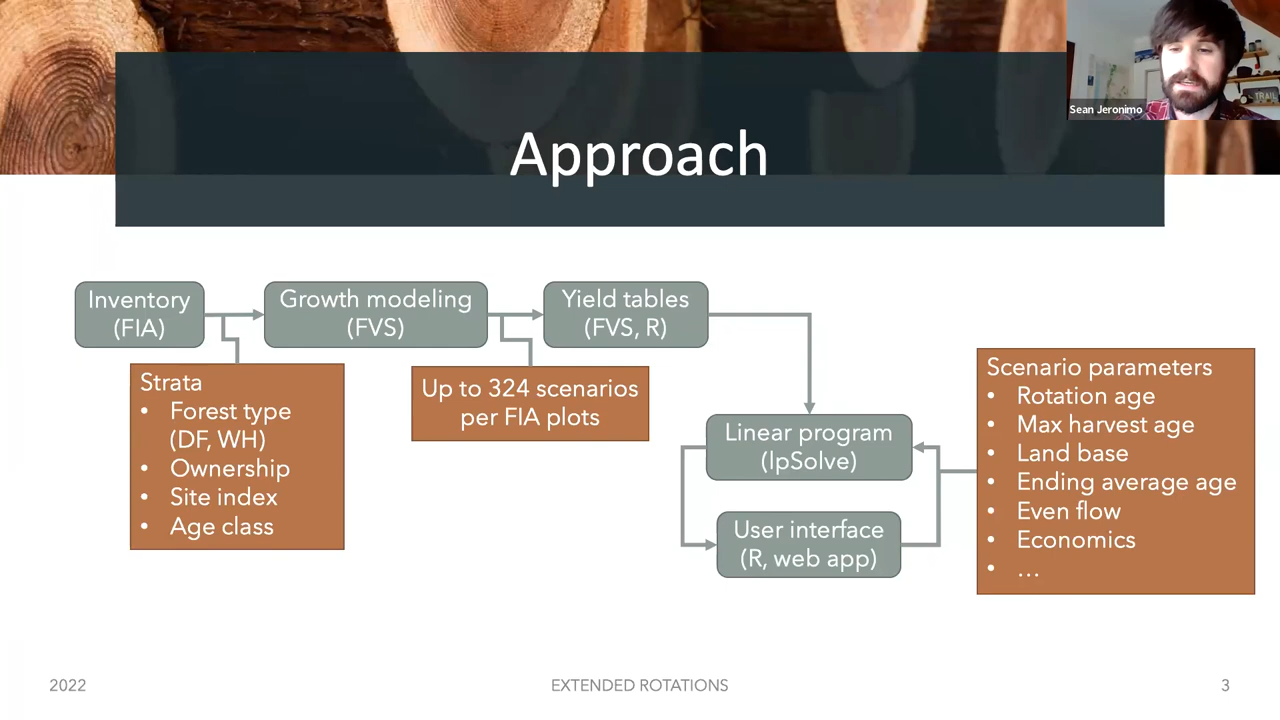 Sean Jeronimo
TRAIL
Approach
Inventory
(FIA)
Growth modeling
(FVS)
Yield tables
(FVS, R)
Strata
• Forest type
(DF, WH)
• Ownership
• Site index
• Age class
Up to 324 scenarios
per FIA plots
Linear program
(lpSolve)
User interface
(R, web app)
Scenario parameters
• Rotation age
• Max harvest age
• Land base
• Ending average age
• Even flow
• Economics
• …
2022
EXTENDED ROTATIONS
3